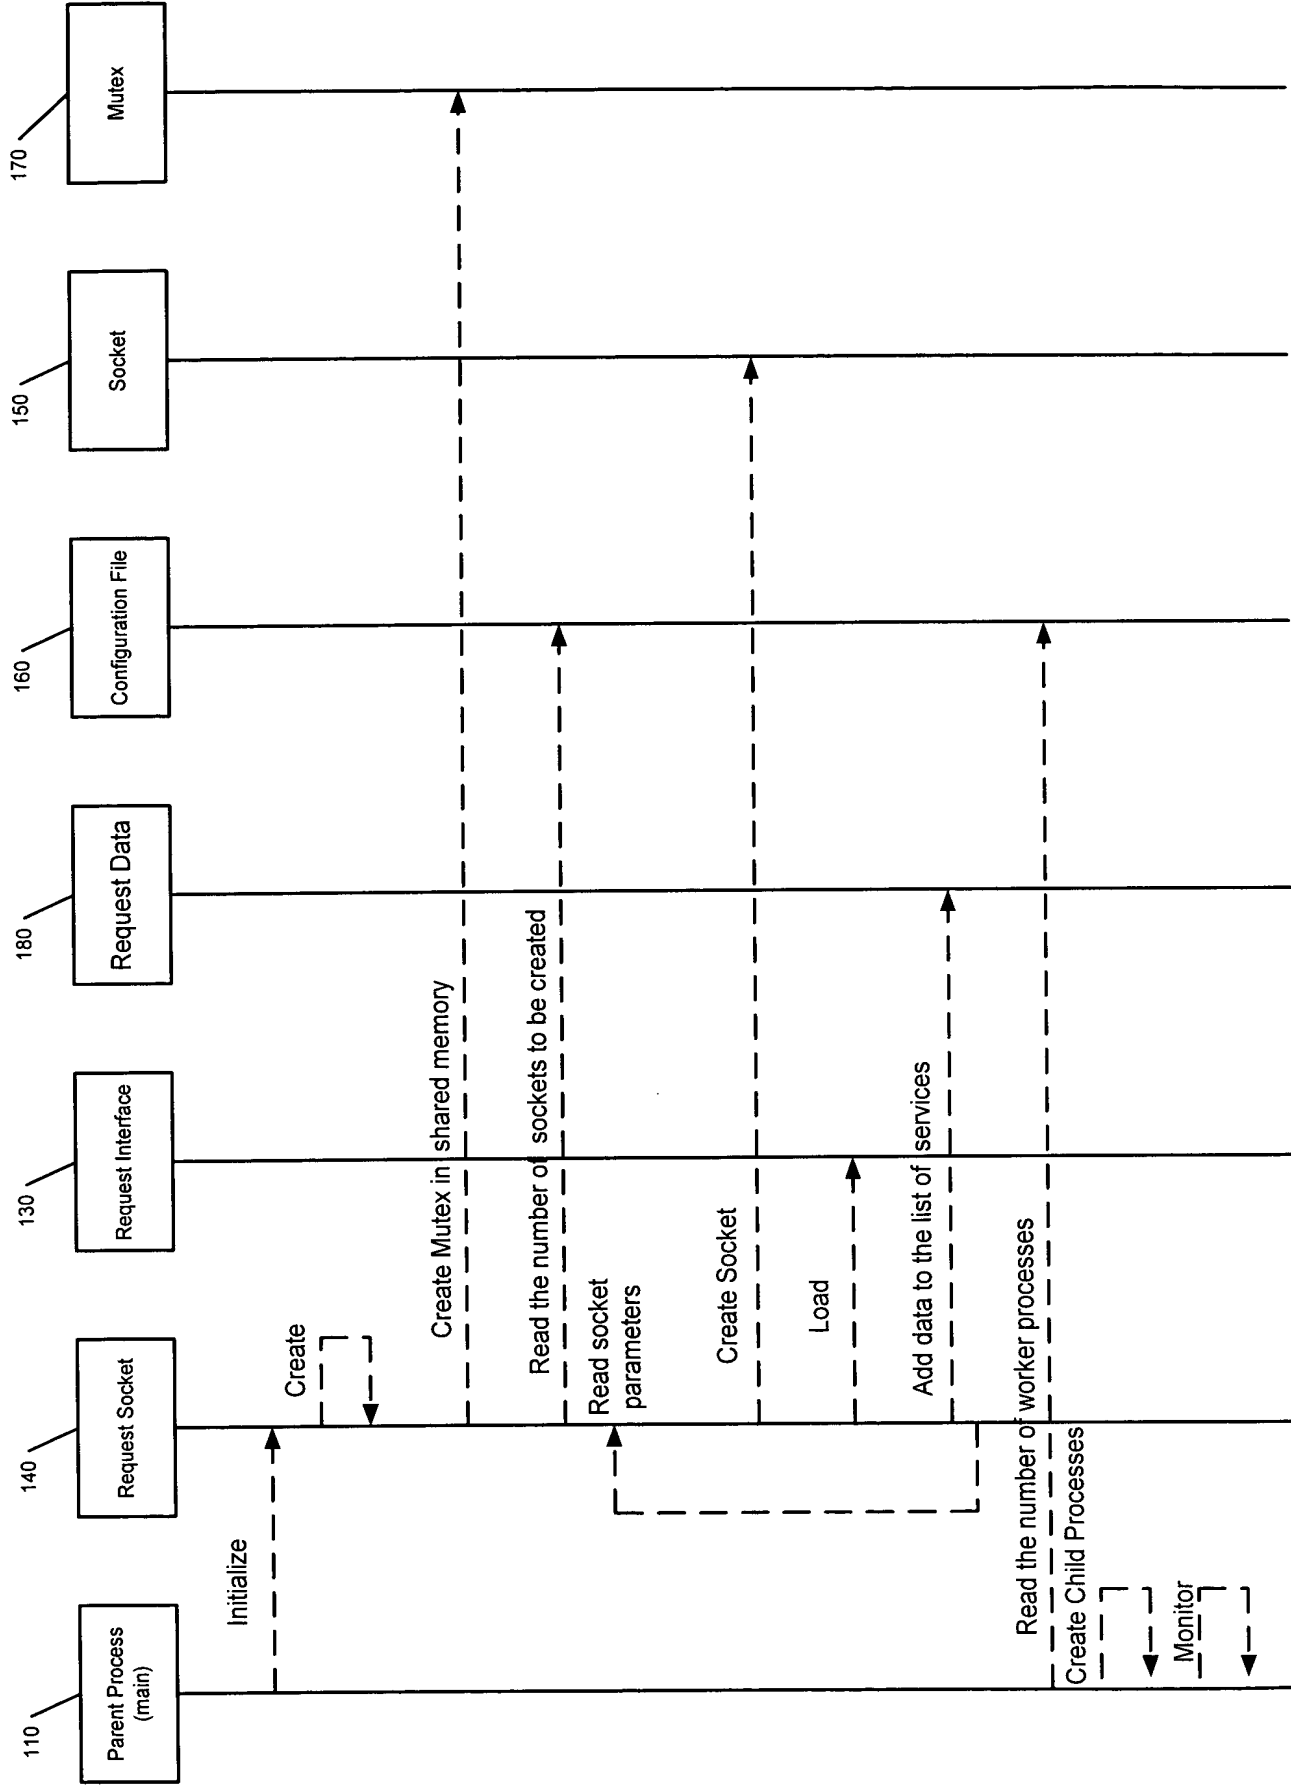 110
Parent Process
(main)
140
Request Socket
130
Request Interface
180
Request Data
160
Configuration File
150
Socket
170
Mutex
Initialize
Create
Create Mutex in shared memory
Read the number of sockets to be created
Read socket
parameters
Create Socket
Load
Add data to the list of services
Read the number of worker processes
Create Child Processes
Monitor